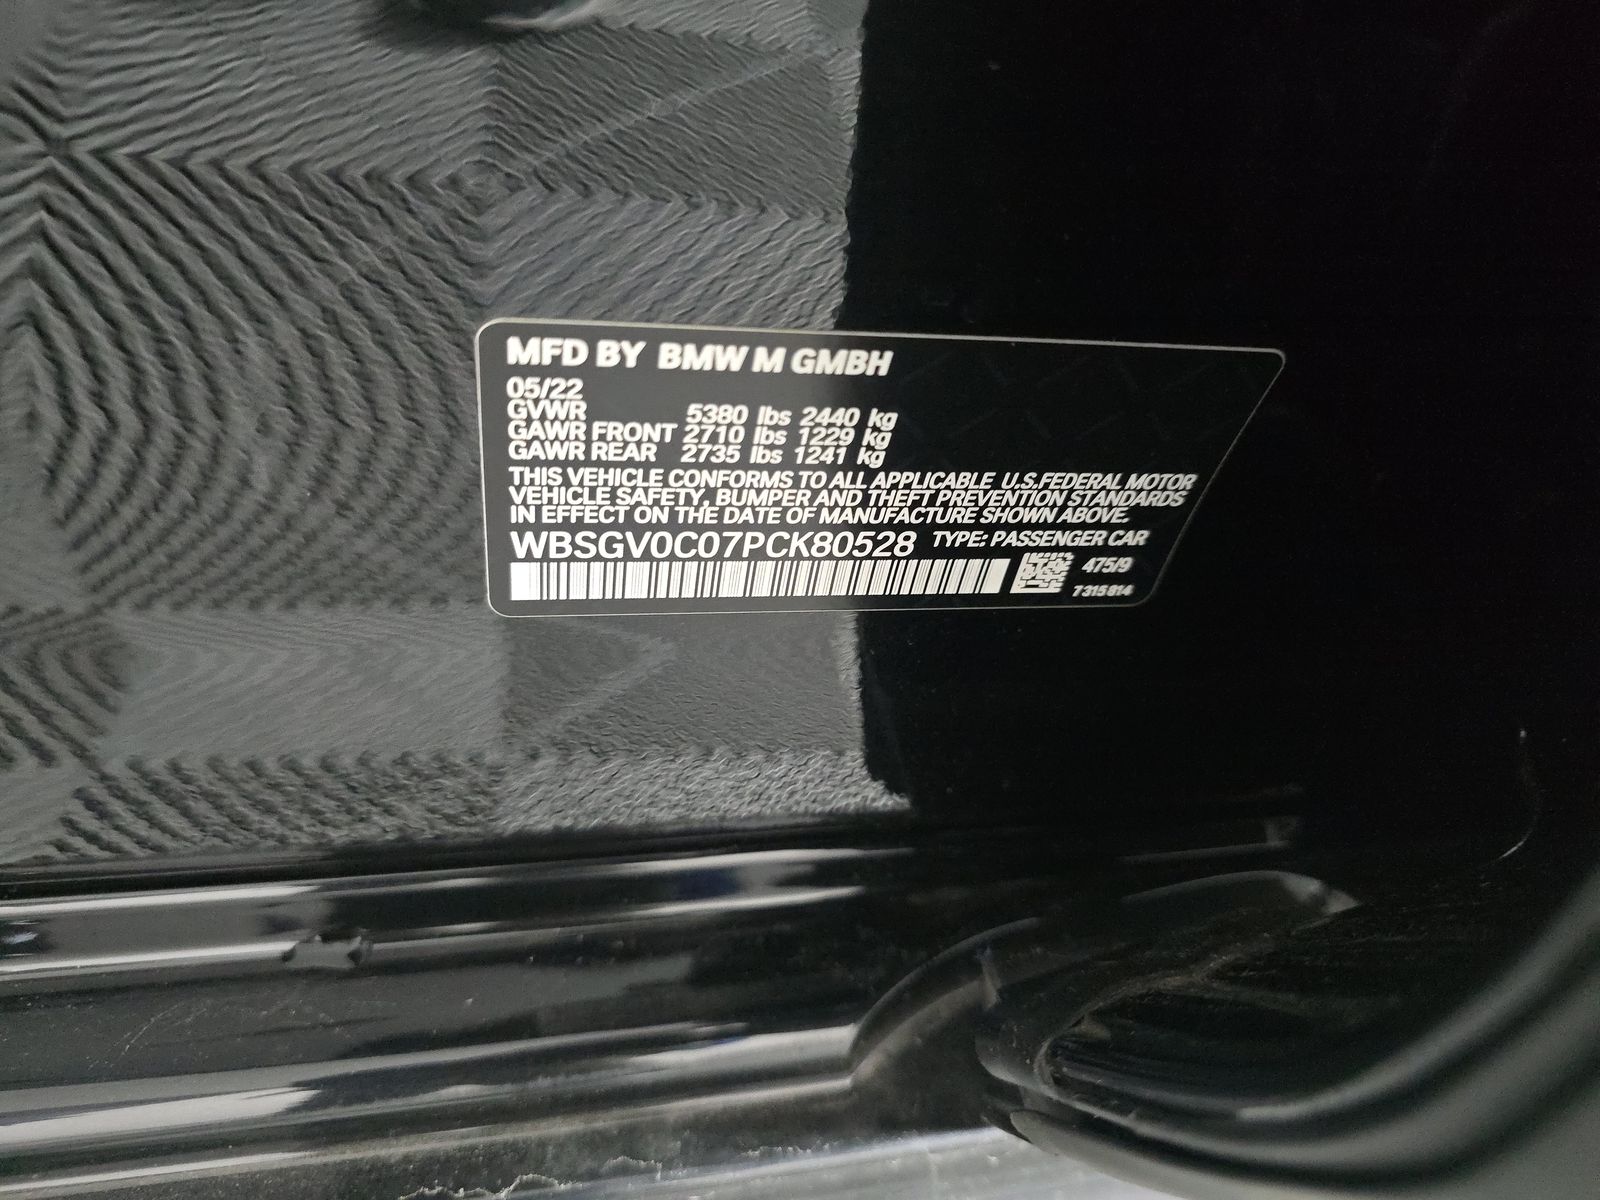 MFD BY BMW M GMBH
05/22
GVWR 5380 lbs 2440 kg
GAWR FRONT 2710 lbs 1229 kg
GAWR REAR 2735 lbs 1241 kg
THIS VEHICLE CONFORMS TO ALL APPLICABLE U.S.FEDERAL MOTOR
VEHICLE SAFETY, BUMPER AND THEFT PREVENTION STANDARDS
IN EFFECT ON THE DATE OF MANUFACTURE SHOWN ABOVE.
WBSGV0C07PCK80528 TYPE: PASSENGER CAR
475/9
7315814